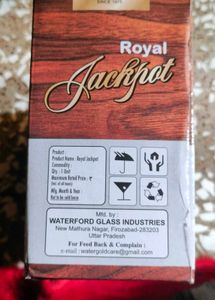 SINCE 1971
Royal
Jackpot
Product :
Product Name : Royal Jackpot
Commodity
Qty : 1 Unit
Maximum Retail Price : ₹
(incl. of all taxes)
Mfg. Month & Year
Not to be sold loose
Mfd. by :
WATERFORD GLASS INDUSTRIES
New Mathura Nagar, Firozabad-283203
Uttar Pradesh
For Feed Back & Complain :
e-mail : watergoldcare@gmail.com